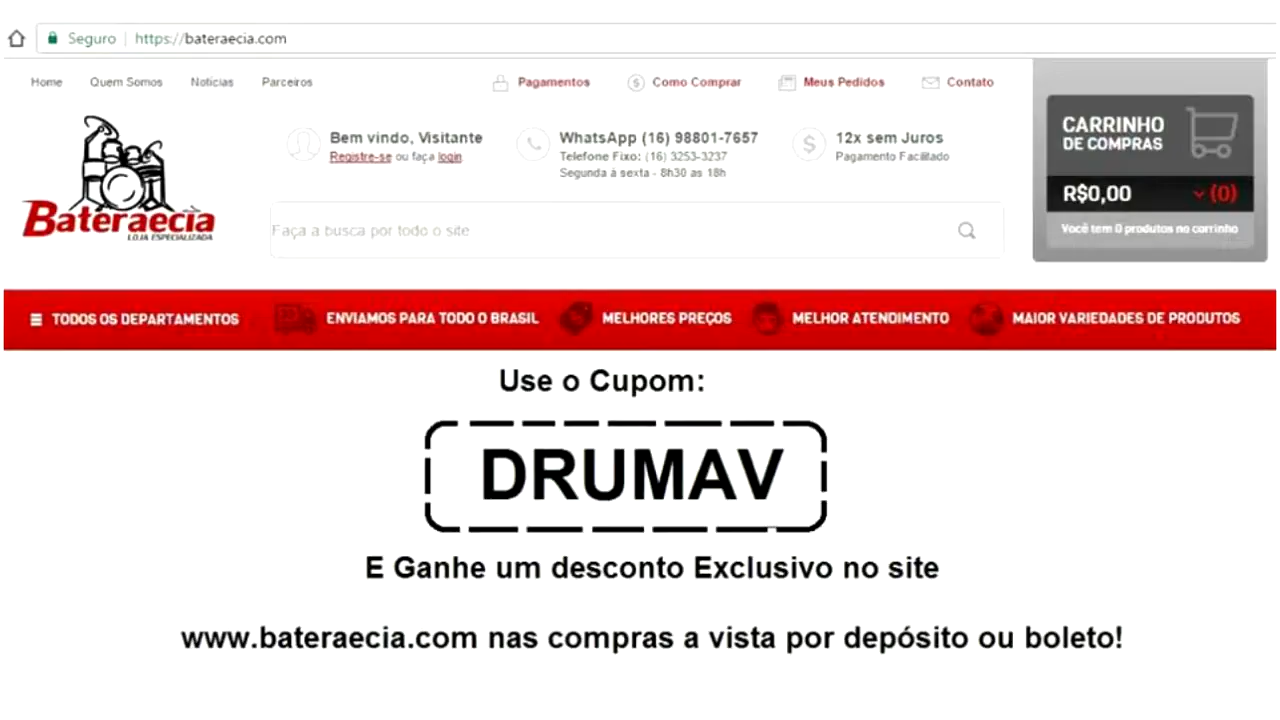 Seguro | https://bateraecia.com
Home Quem Somos Notícias Parceiros Pagamentos Como Comprar Meus Pedidos Contato
Bem vindo, Visitante
Registre-se ou faça login
WhatsApp (16) 98801-7657
Telefone Fixo: (16) 3253-3237
Segunda à sexta - 8h30 as 18h
12x sem Juros
Pagamento Facilitado
CARRINHO
DE COMPRAS
R$0,00 (0)
Você tem 0 produtos no carrinho
Bateraecia
LOJA ESPECIALIZADA
Faça a busca por todo o site
TODOS OS DEPARTAMENTOS ENVIAMOS PARA TODO O BRASIL MELHORES PREÇOS MELHOR ATENDIMENTO MAIOR VARIEDADES DE PRODUTOS
Use o Cupom:
DRUMAV
E Ganhe um desconto Exclusivo no site
www.bateraecia.com nas compras a vista por depósito ou boleto!